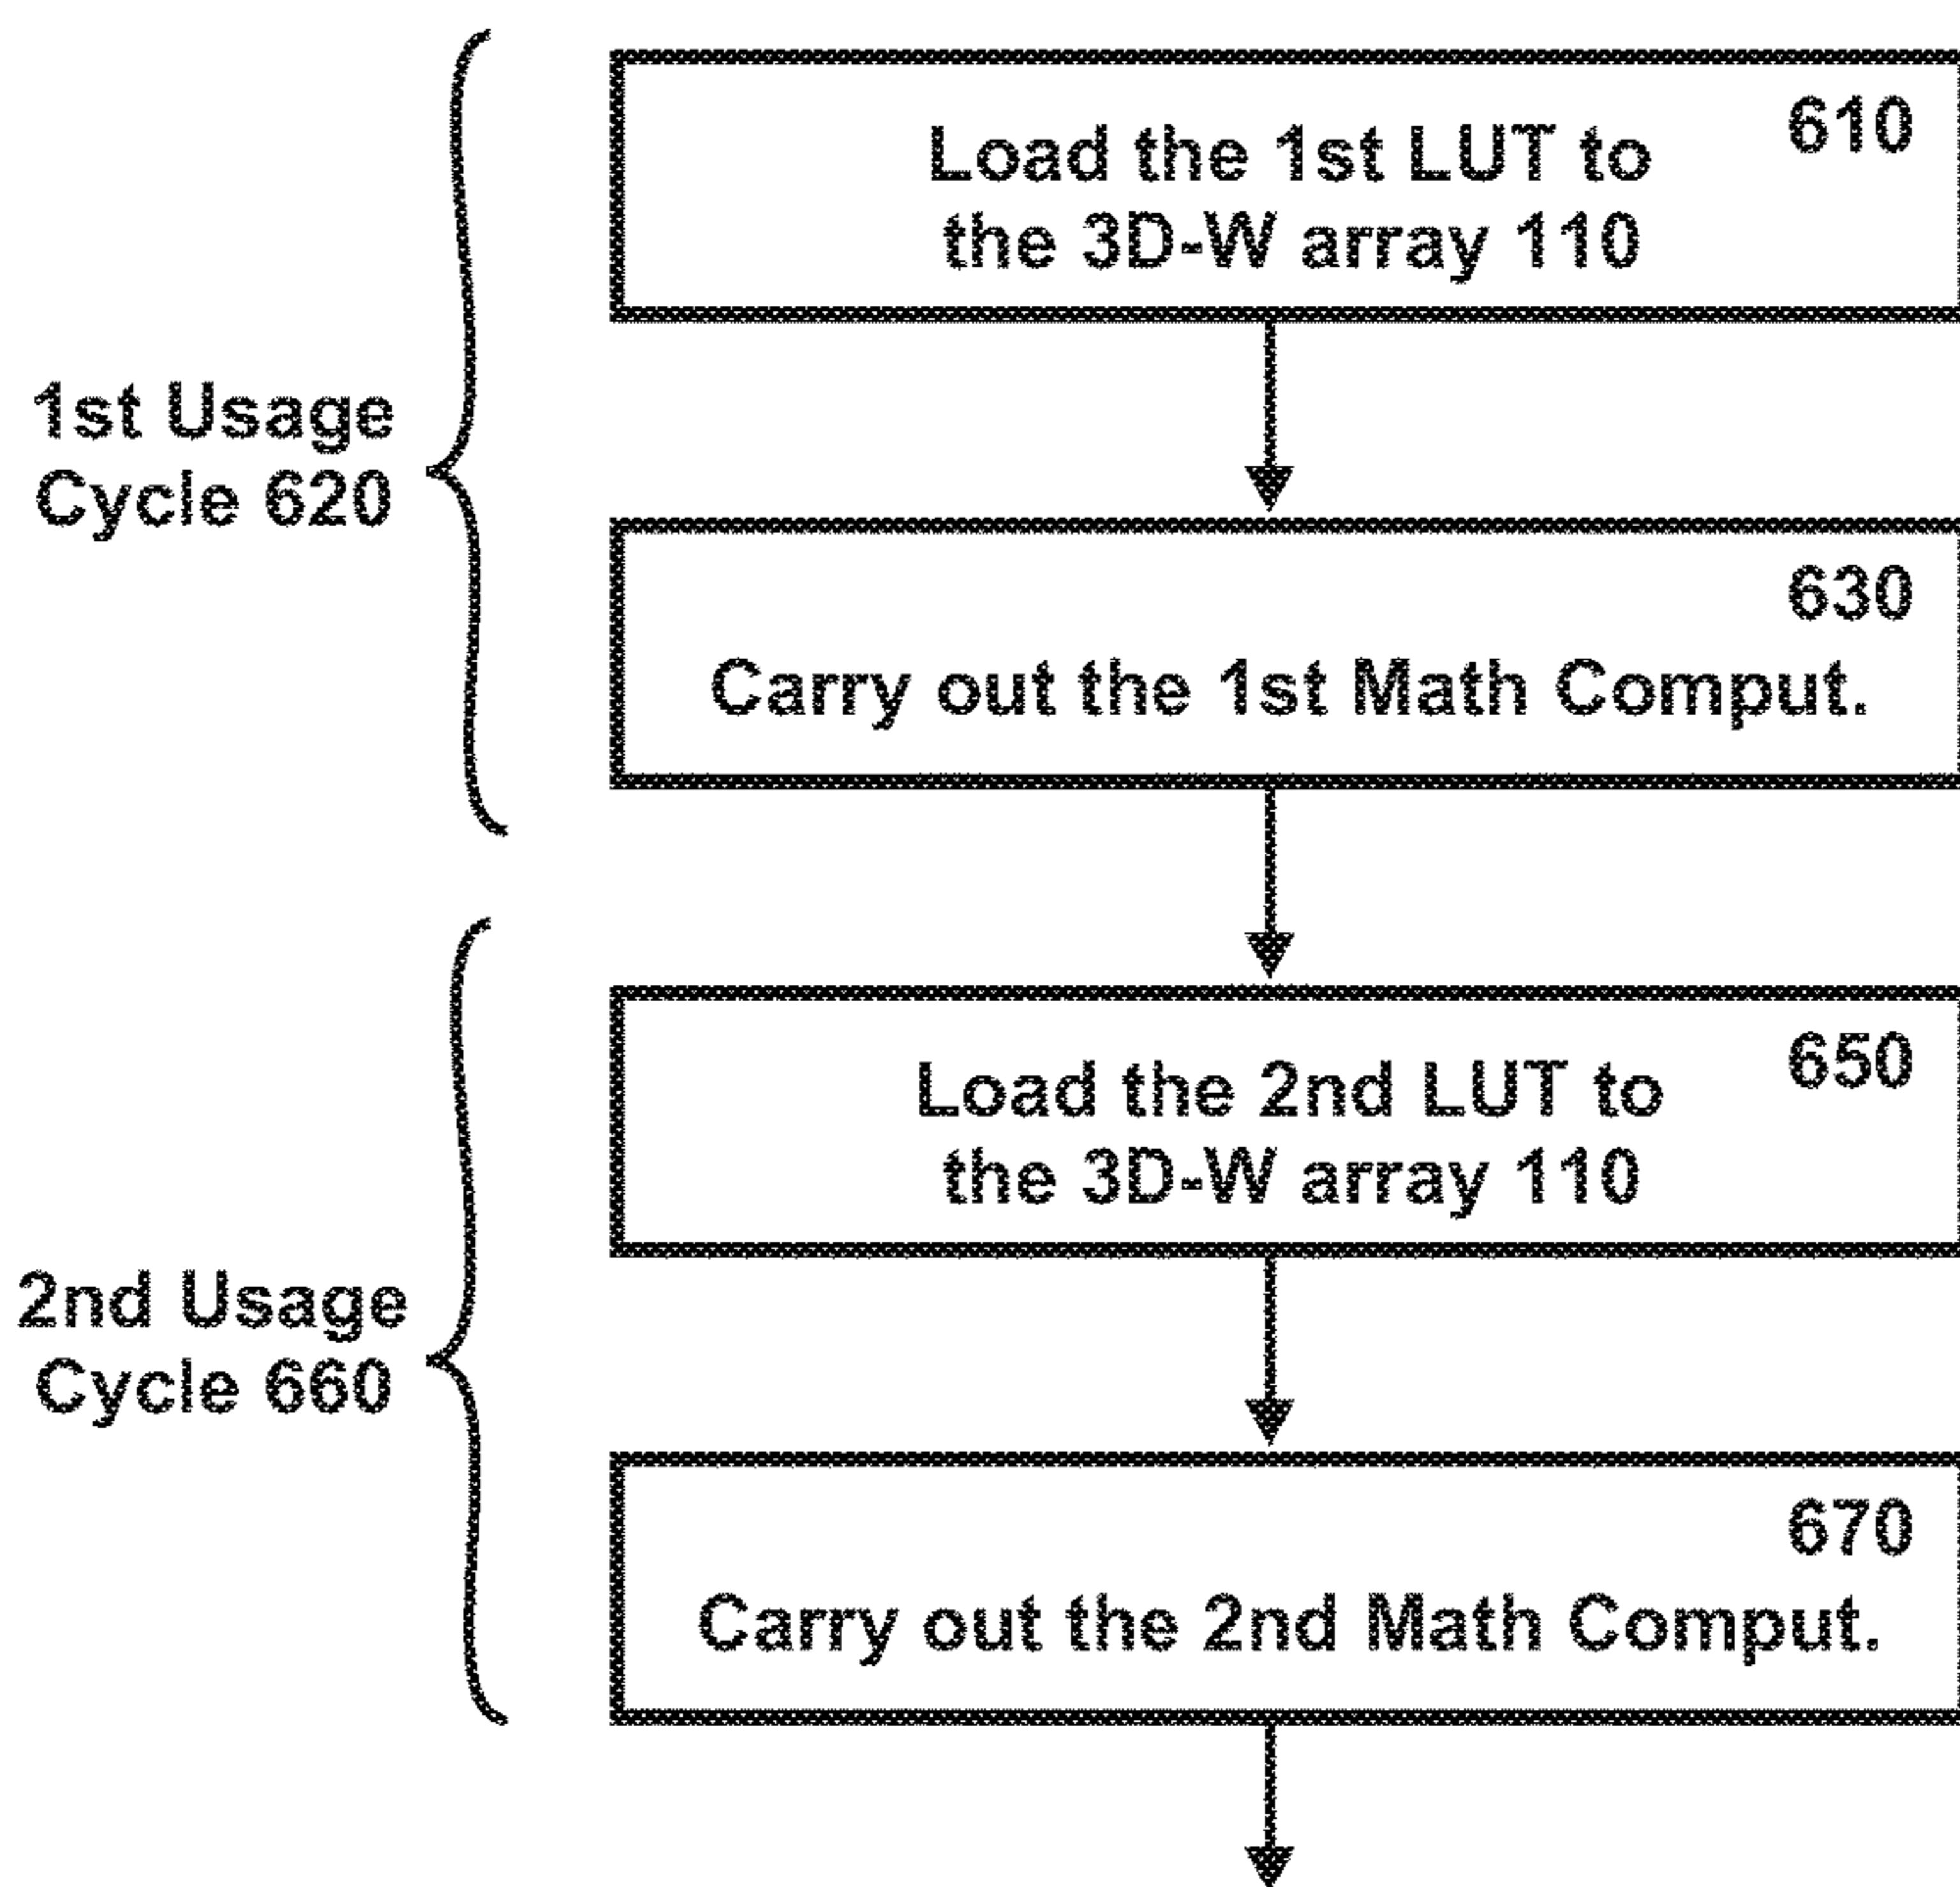 1st Usage
Cycle 620
610
Load the 1st LUT to
the 3D-W array 110
630
Carry out the 1st Math Comput.
2nd Usage
Cycle 660
650
Load the 2nd LUT to
the 3D-W array 110
670
Carry out the 2nd Math Comput.